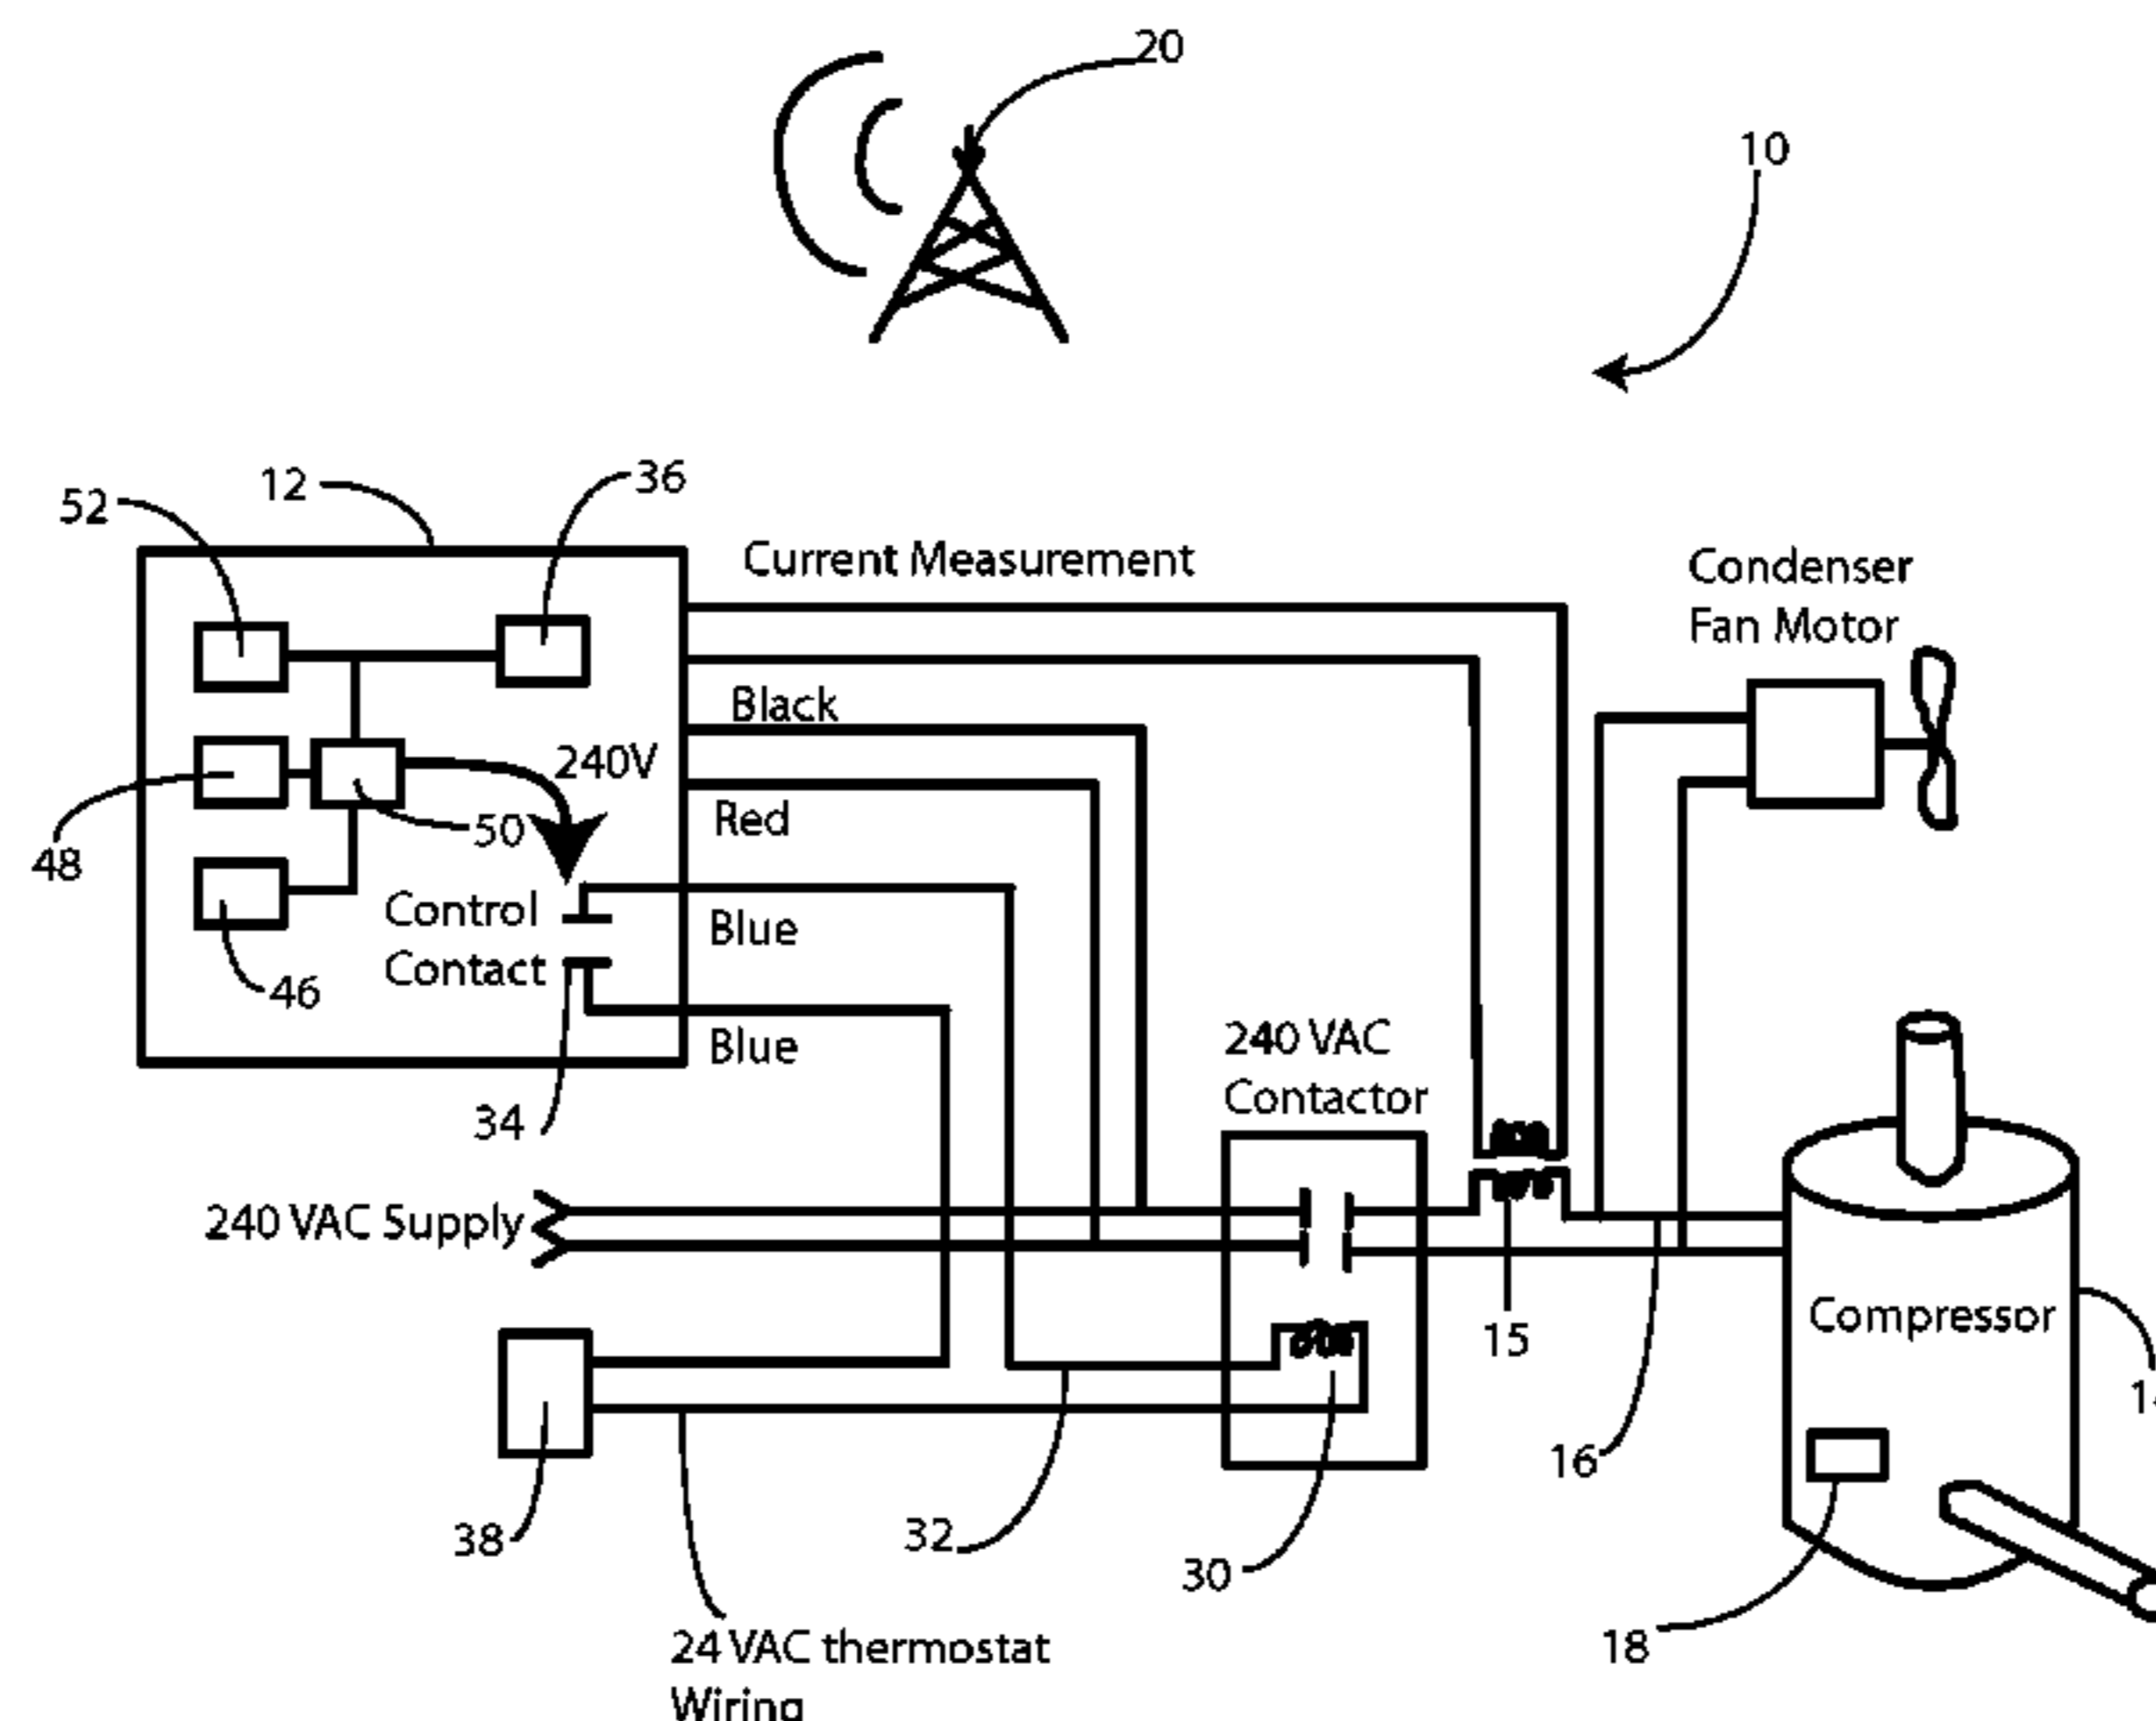 20
10
52
12
36
Current Measurement
Condenser
Fan Motor
Black
240V
Red
50
48
Control
Contact
Blue
46
Blue
240 VAC
Contactor
34
240 VAC Supply
15
Compressor
16
38
32
30
18
24 VAC thermostat
Wiring